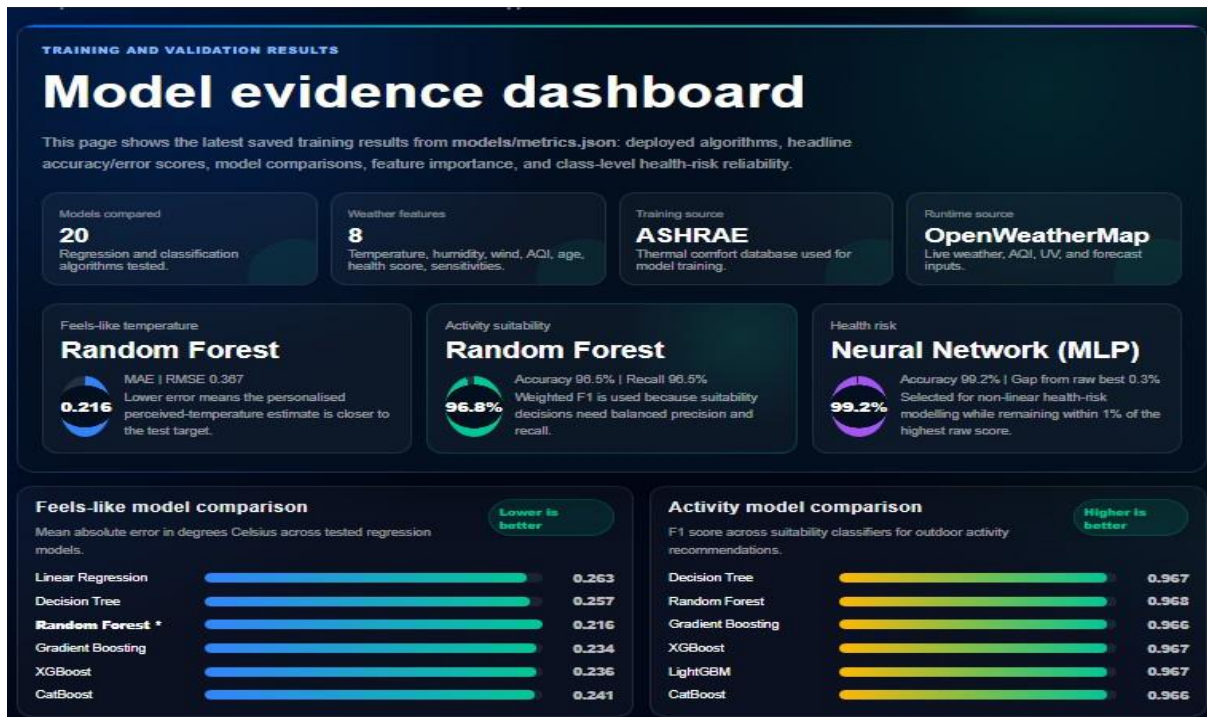 TRAINING AND VALIDATION RESULTS
Model evidence dashboard
This page shows the latest saved training results from models/metrics.json: deployed algorithms, headline
accuracy/error scores, model comparisons, feature importance, and class-level health-risk reliability.
Models compared
20
Regression and classification
algorithms tested.
Weather features
8
Temperature, humidity, wind, AQI, age,
health score, sensitivities.
Training source
ASHRAE
Thermal comfort database used for
model training.
Runtime source
OpenWeatherMap
Live weather, AQI, UV, and forecast
inputs.
Feels-like temperature
Random Forest
0.216
MAE | RMSE 0.367
Lower error means the personalised
perceived-temperature estimate is closer to
the test target.
Activity suitability
Random Forest
96.8%
Accuracy 96.5% | Recall 96.5%
Weighted F1 is used because suitability
decisions need balanced precision and
recall.
Health risk
Neural Network (MLP)
99.2%
Accuracy 99.2% | Gap from raw best 0.3%
Selected for non-linear health-risk
modelling while remaining within 1% of the
highest raw score.
Feels-like model comparison
Lower is
better
Mean absolute error in degrees Celsius across tested regression
models.
Linear Regression 0.263
Decision Tree 0.257
Random Forest * 0.216
Gradient Boosting 0.234
XGBoost 0.236
CatBoost 0.241
Activity model comparison
Higher is
better
F1 score across suitability classifiers for outdoor activity
recommendations.
Decision Tree 0.967
Random Forest 0.968
Gradient Boosting 0.966
XGBoost 0.967
LightGBM 0.967
CatBoost 0.966